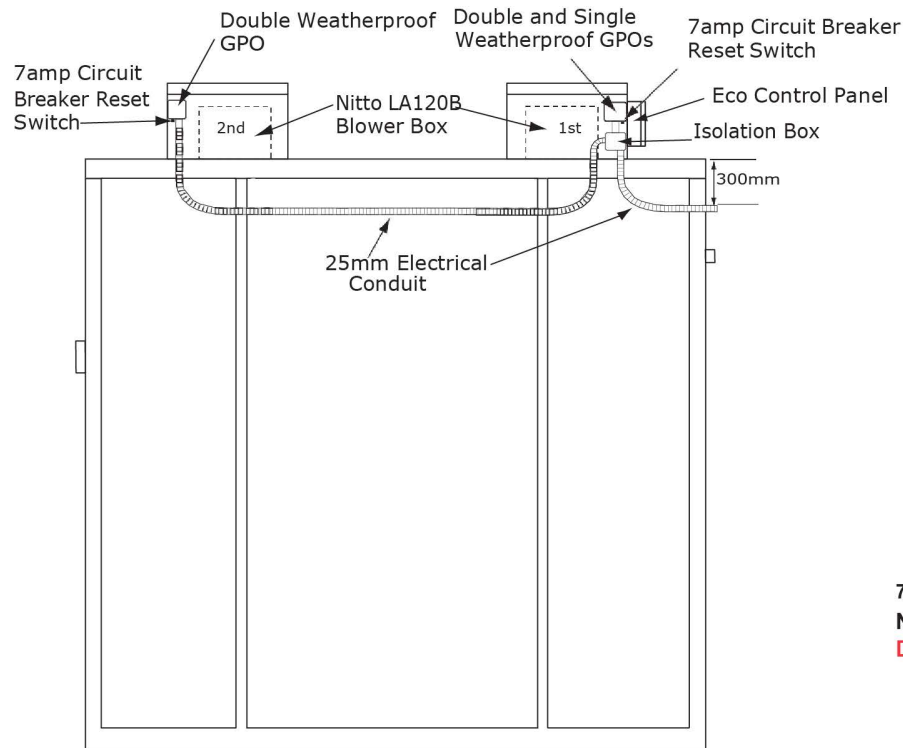 Double Weatherproof
GPO
7amp Circuit
Breaker Reset
Switch
2nd
Nitto LA120B
Blower Box
Double and Single
Weatherproof GPOs
1st
7amp Circuit Breaker
Reset Switch
Eco Control Panel
Isolation Box
300mm
25mm Electrical
Conduit
7